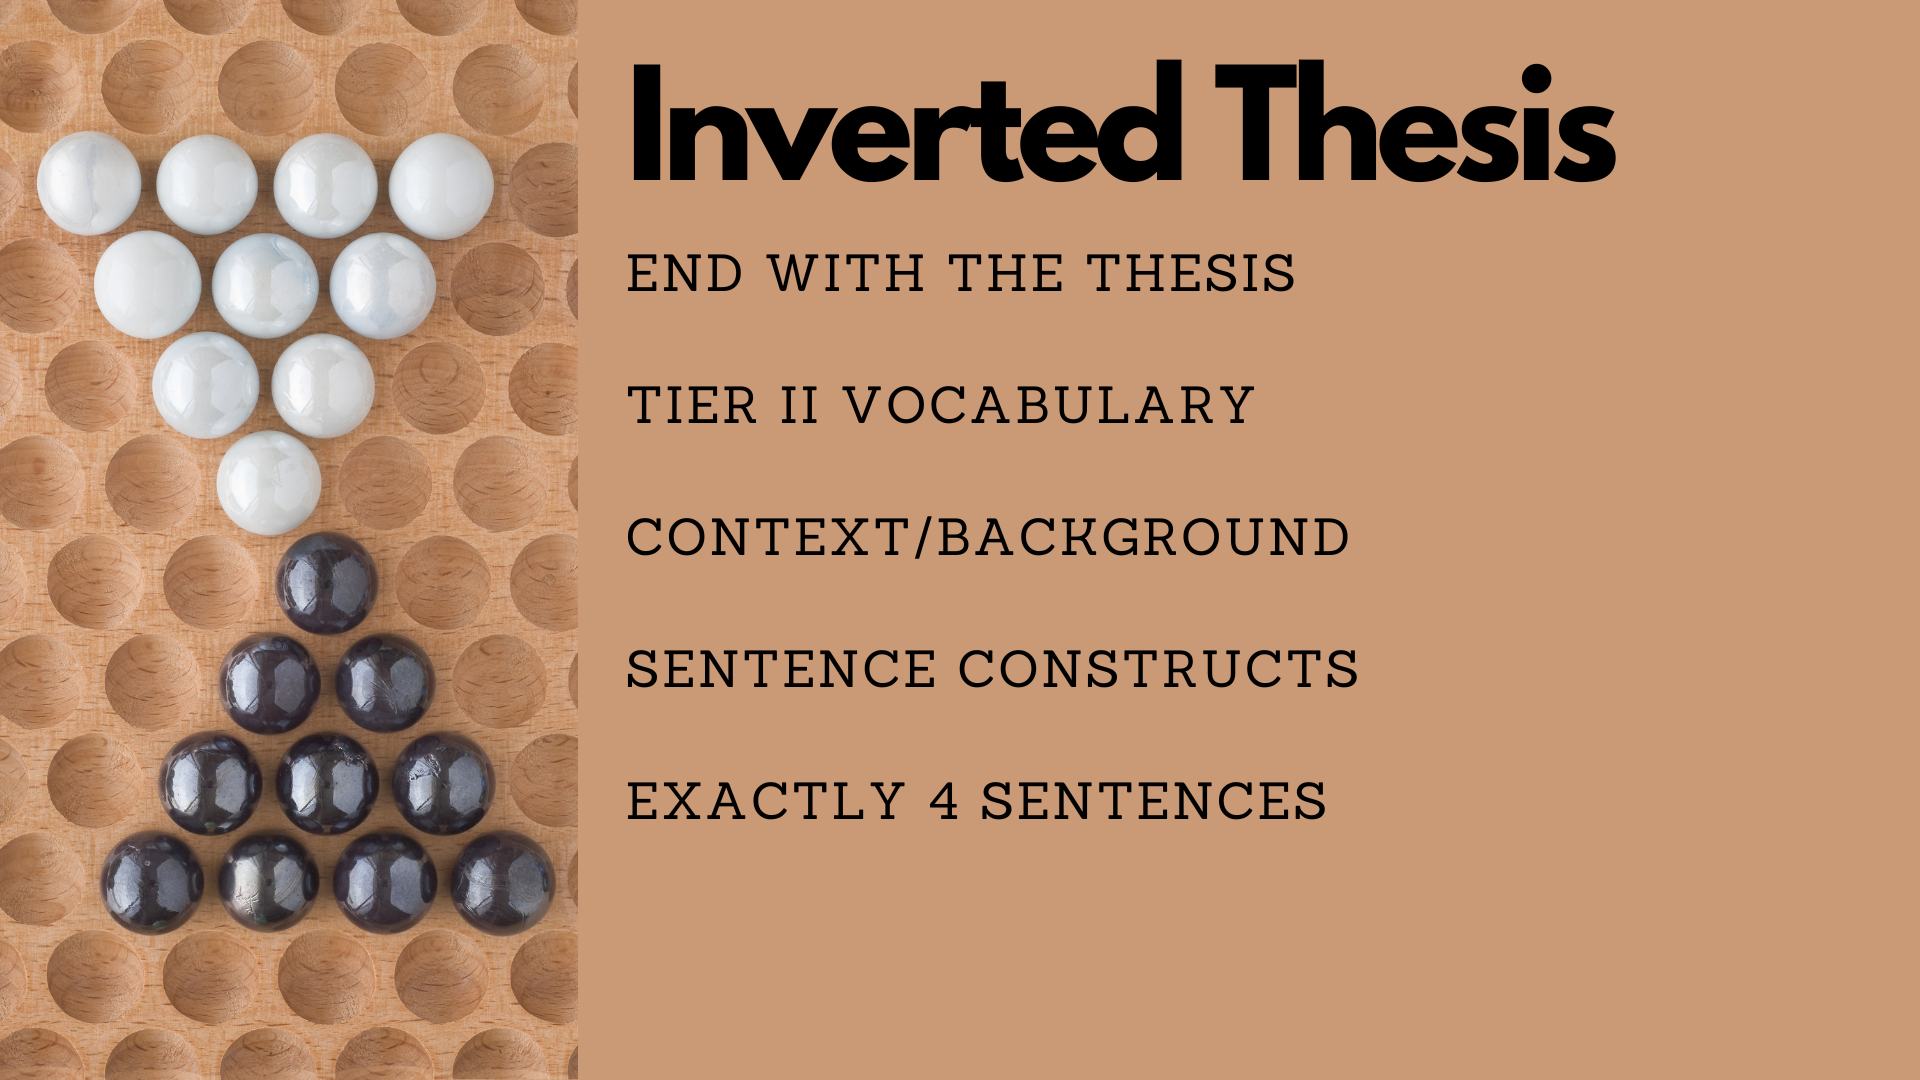 Inverted Thesis
END WITH THE THESIS
TIER II VOCABULARY
CONTEXT/BACKGROUND
SENTENCE CONSTRUCTS
EXACTLY 4 SENTENCES